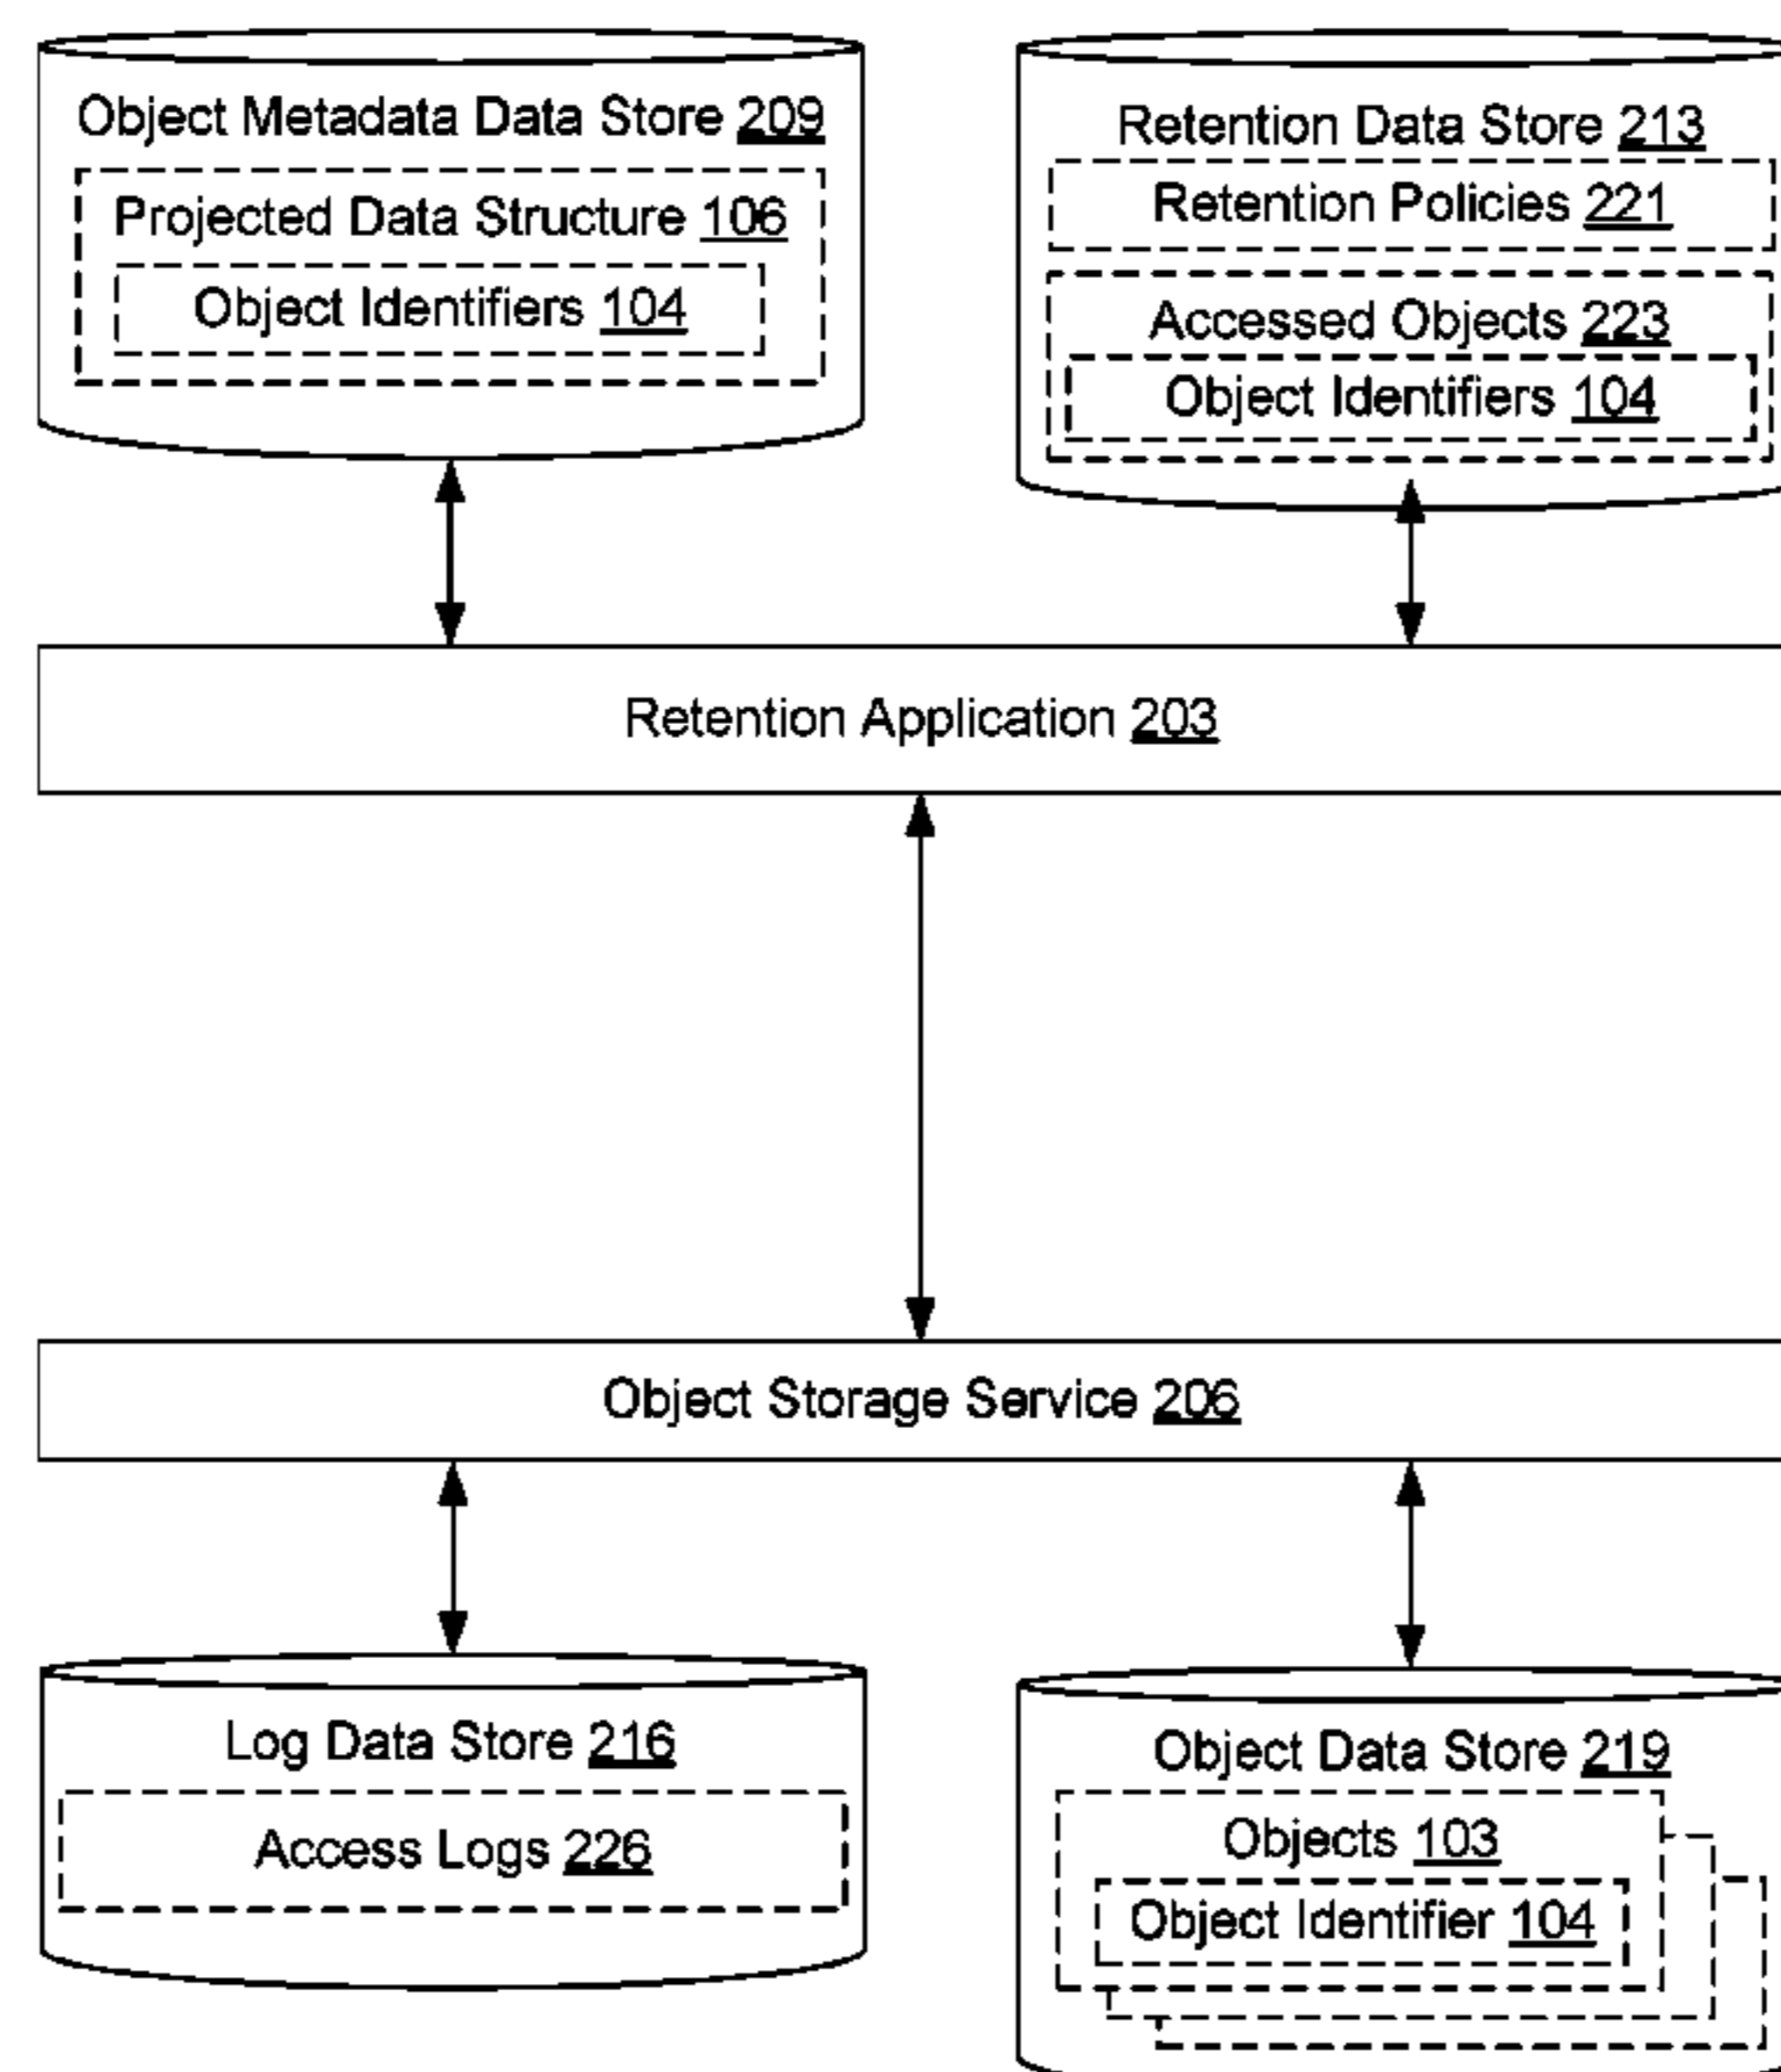 Object Metadata Data Store 209
Projected Data Structure 106
Object Identifiers 104
Retention Data Store 213
Retention Policies 221
Accessed Objects 223
Object Identifiers 104
Retention Application 203
Object Storage Service 206
Log Data Store 216
Access Logs 226
Object Data Store 219
Objects 103
Object Identifier 104